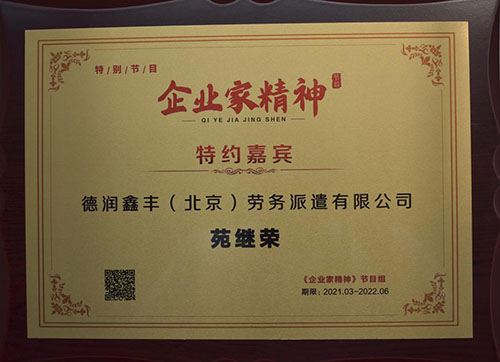 特/别/节/目
企业家精神
QI YE JIA JING SHEN
特约嘉宾
德润鑫丰（北京）劳务派遣有限公司
苑继荣
《企业家精神》节目组
期限：2021.03-2022.06